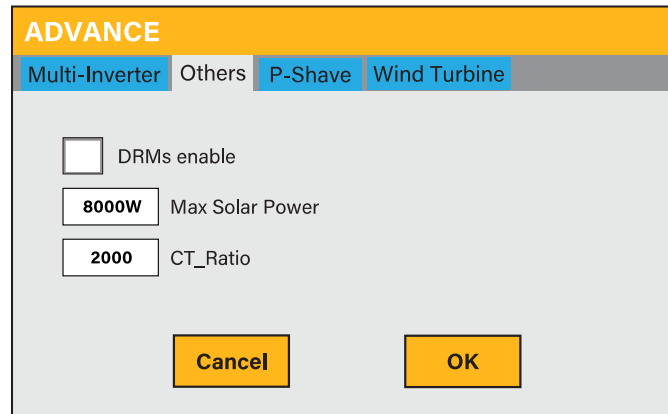 ADVANCE
Multi-Inverter Others P-Shave Wind Turbine
DRMs enable
8000W Max Solar Power
2000 CT_Ratio
Cancel OK